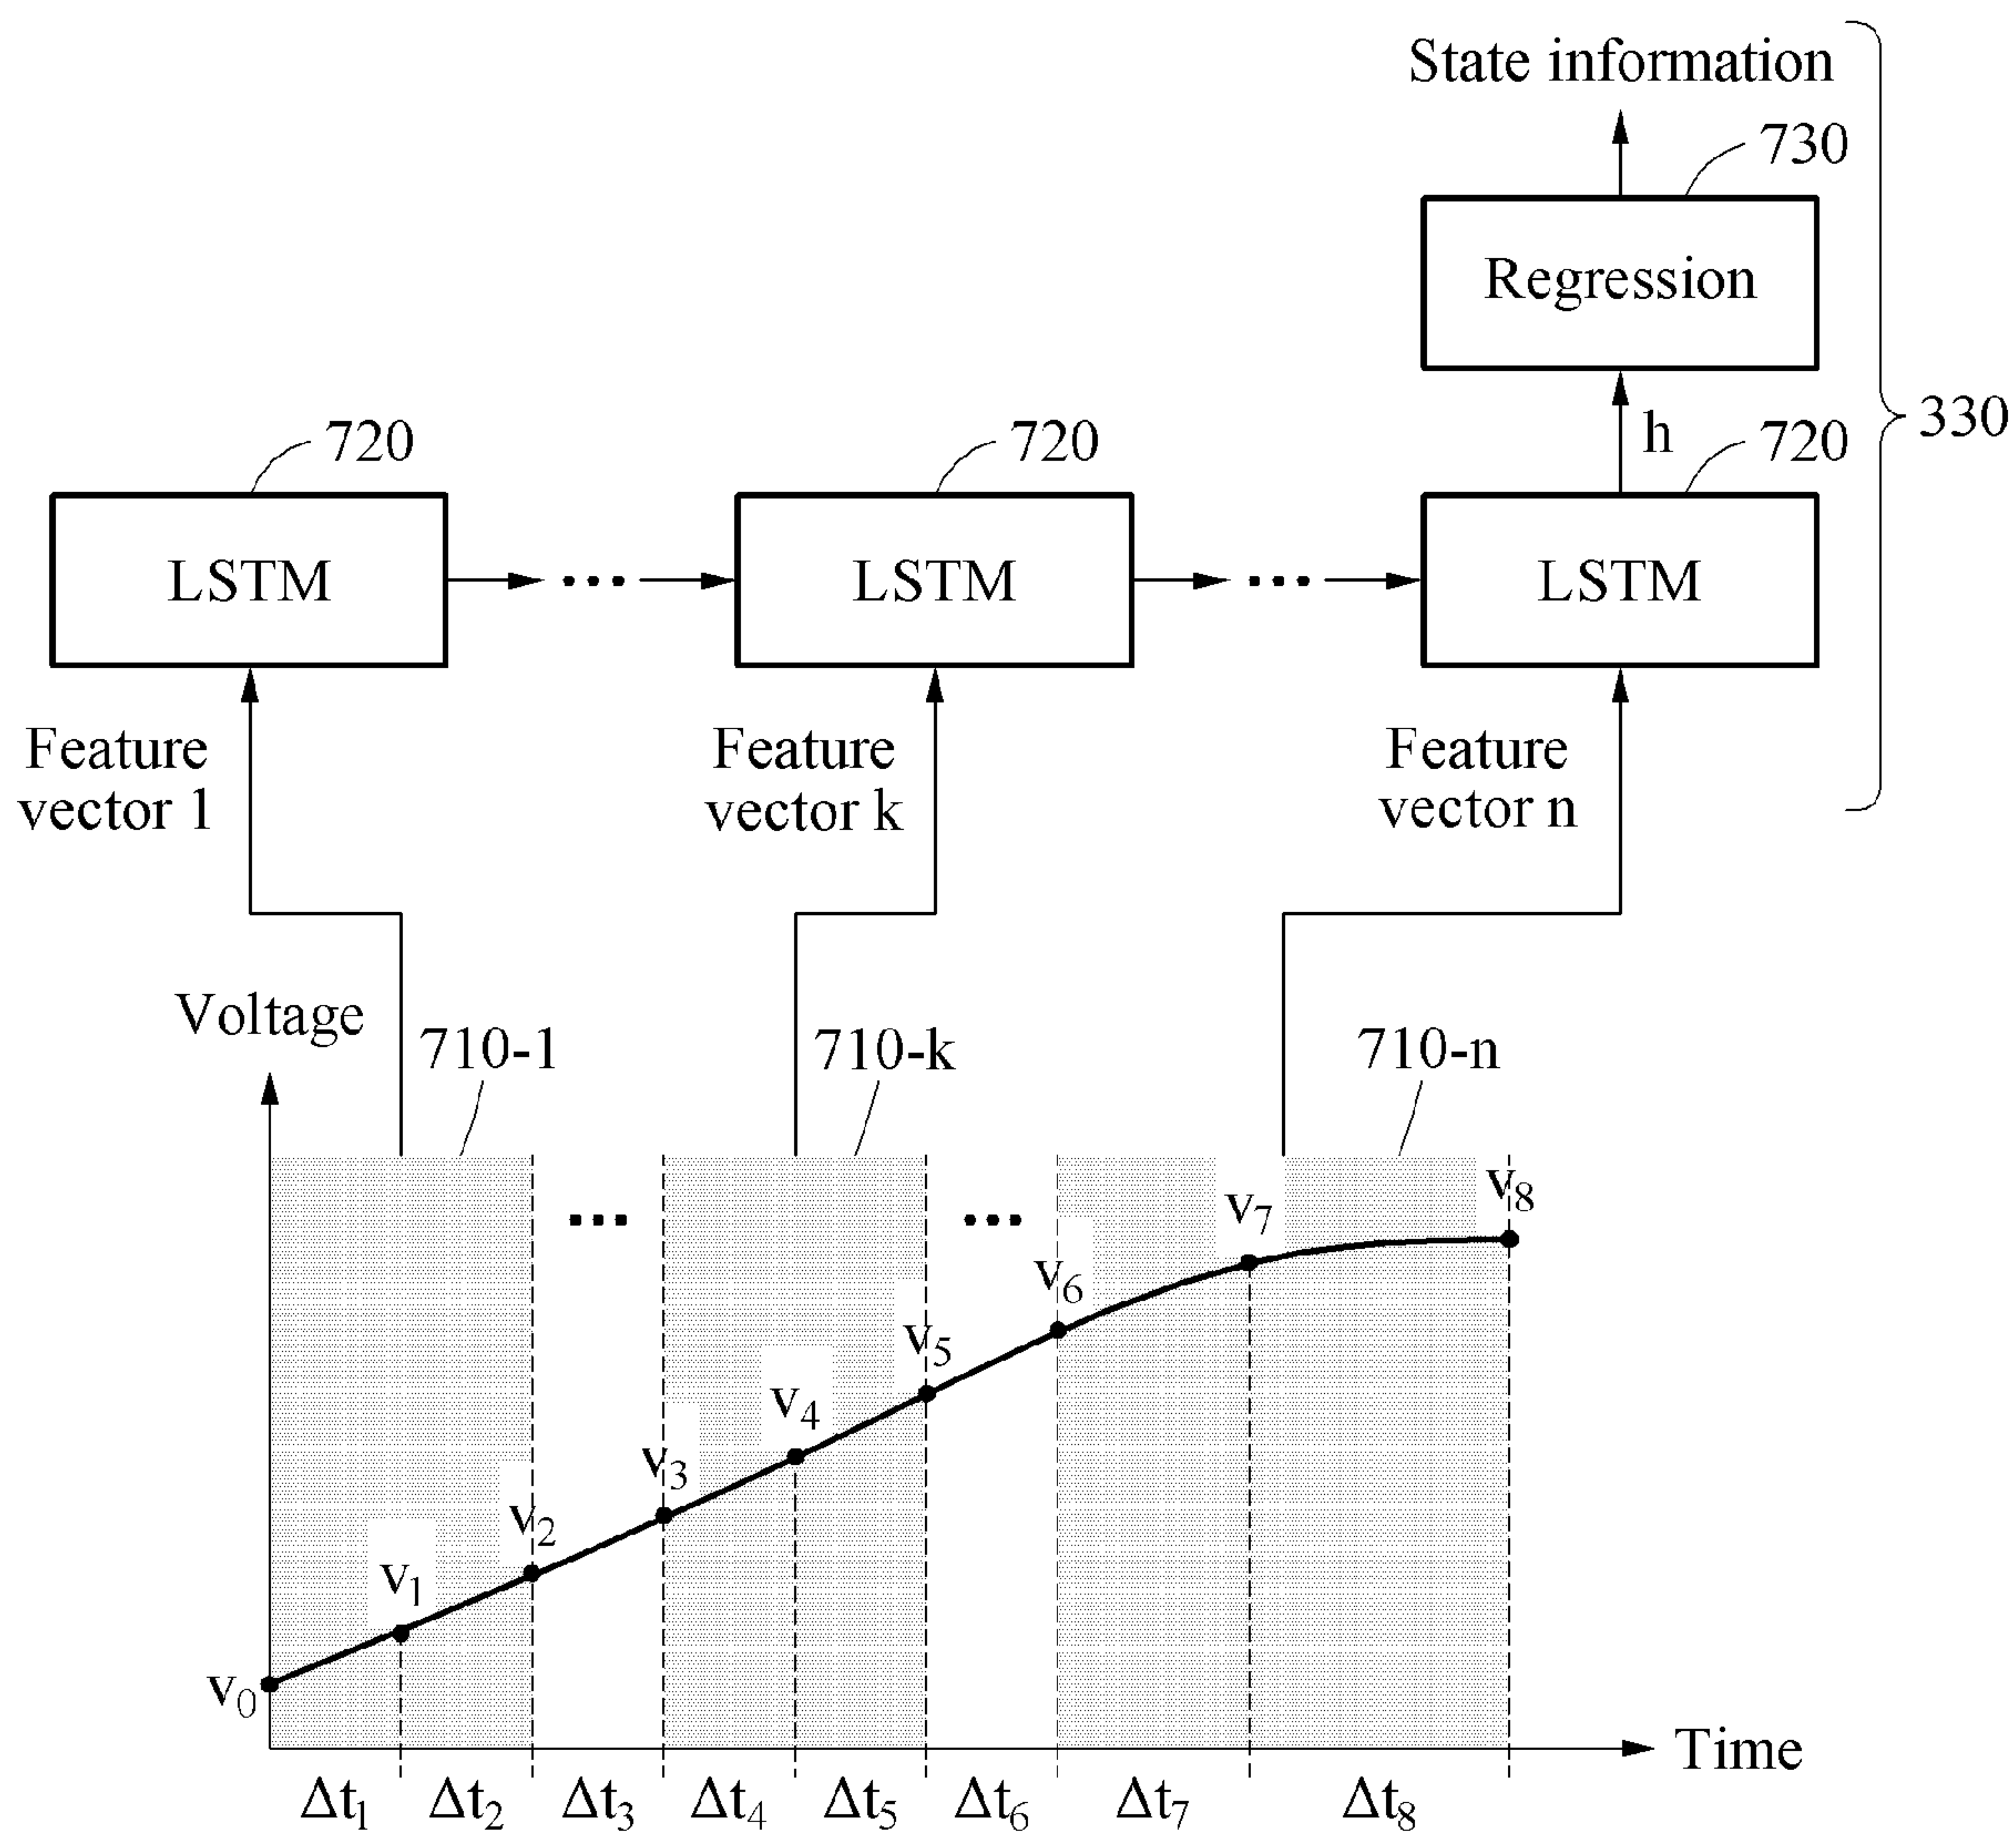 State information
730
Regression
330
h
720
720
720
LSTM
...
LSTM
...
LSTM
Feature
vector 1
Feature
vector k
Feature
vector n
Voltage
710-1
710-k
710-n
...
...
v0
v1
v2
v3
v4
v5
v6
v7
v8
Time
Δt1
Δt2
Δt3
Δt4
Δt5
Δt6
Δt7
Δt8